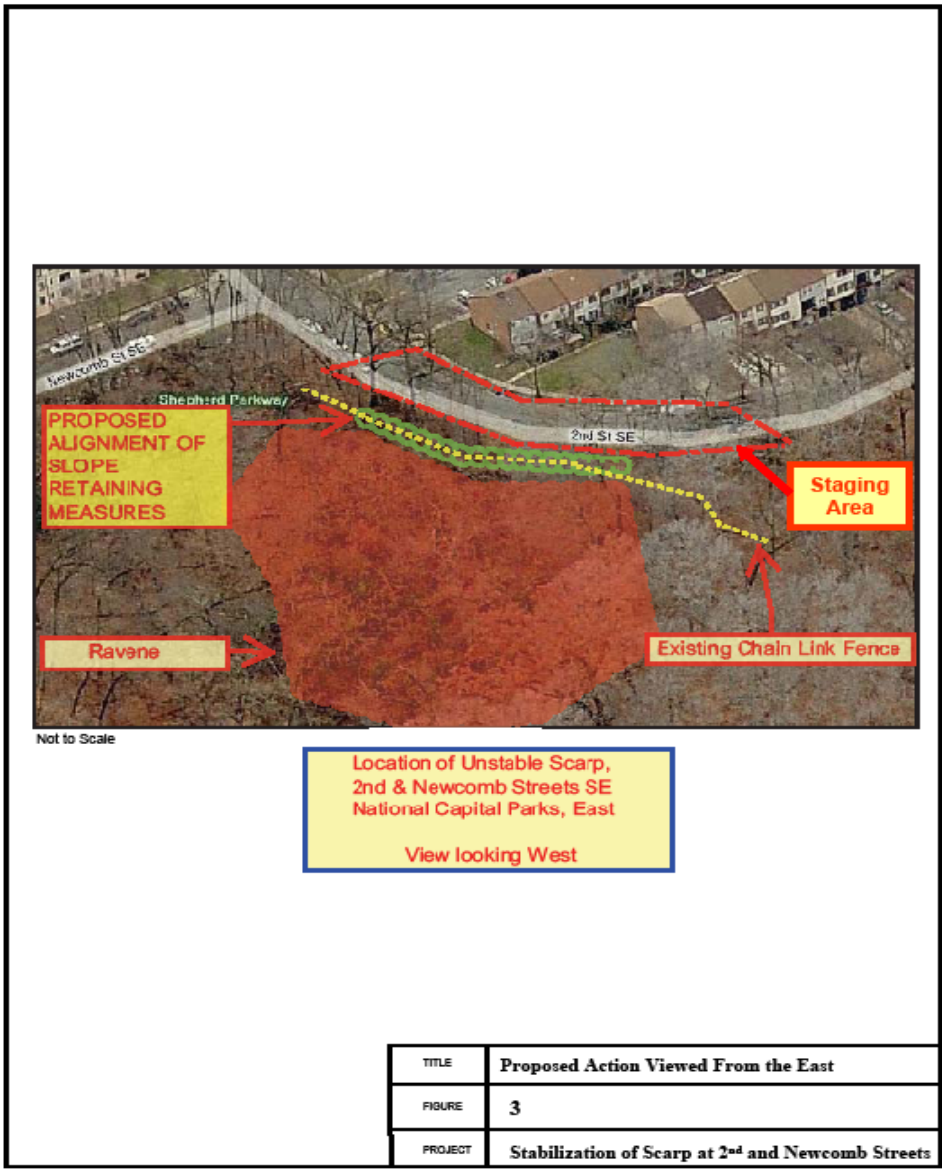 Newcomb St SE
Shepherd Parkway
PROPOSED
ALIGNMENT OF
SLOPE
RETAINING
MEASURES
2nd St SE
Staging
Area
Ravene
Existing Chain Link Fence
Not to Scale
Location of Unstable Scarp,
2nd & Newcomb Streets SE
National Capital Parks, East
View looking West
TITLE Proposed Action Viewed From the East
FIGURE 3
PROJECT Stabilization of Scarp at 2nd and Newcomb Streets